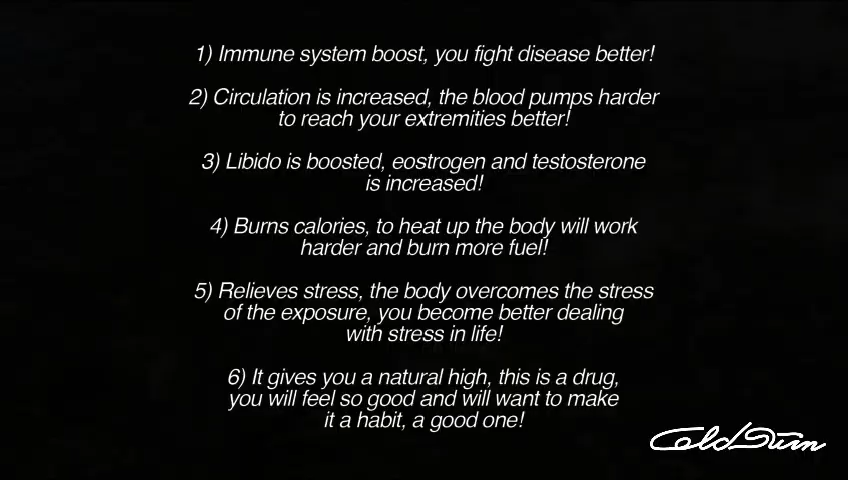 1) Immune system boost, you fight disease better!
2) Circulation is increased, the blood pumps harder
to reach your extremities better!
3) Libido is boosted, eostrogen and testosterone
is increased!
4) Burns calories, to heat up the body will work
harder and burn more fuel!
5) Relieves stress, the body overcomes the stress
of the exposure, you become better dealing
with stress in life!
6) It gives you a natural high, this is a drug,
you will feel so good and will want to make
it a habit, a good one!